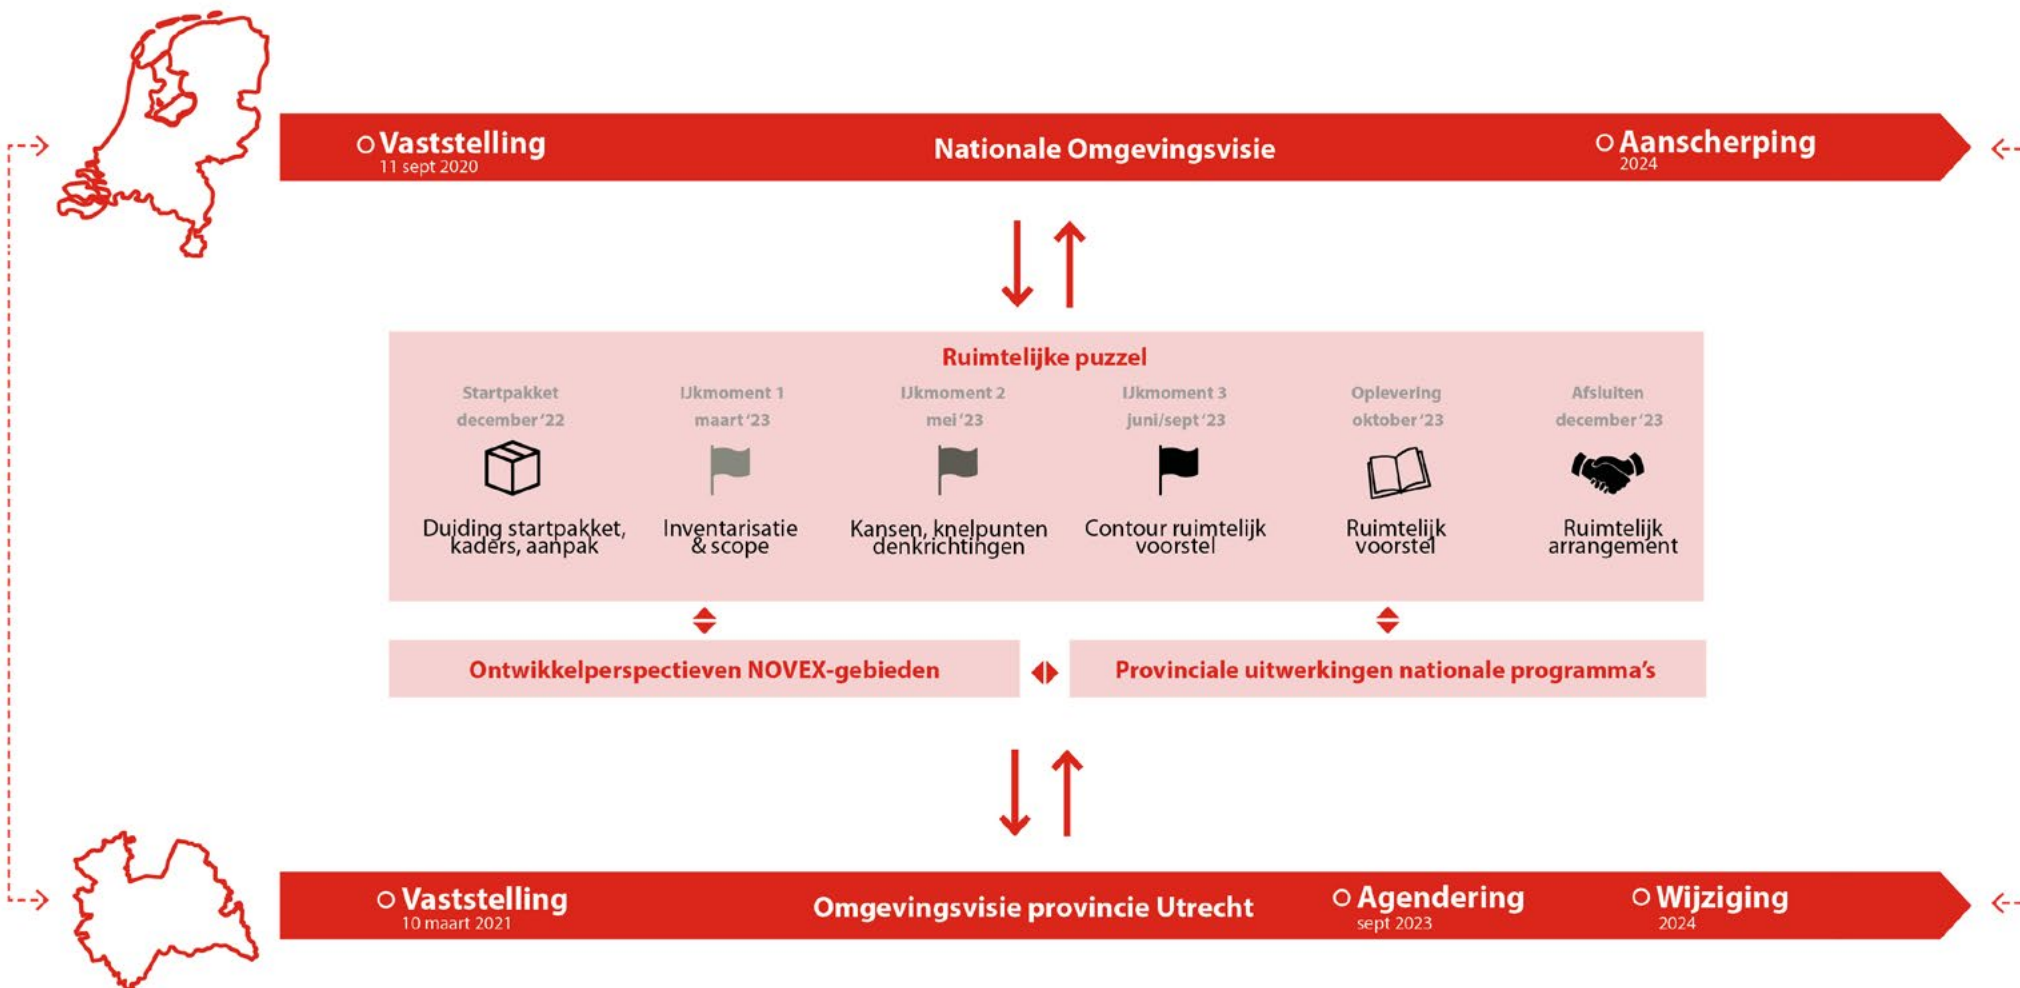 Vaststelling
11 sept 2020
Nationale Omgevingsvisie
Aanscherping
2024
Ruimtelijke puzzel
Startpakket
december ‘22
IJkmoment 1
maart ‘23
IJkmoment 2
mei ‘23
IJkmoment 3
juni/sept ‘23
Oplevering
oktober ‘23
Afsluiten
december ‘23
Duiding startpakket,
kaders, aanpak
Inventarisatie
& scope
Kansen, knelpunten
denkrichtingen
Contour ruimtelijk
voorstel
Ruimtelijk
voorstel
Ruimtelijk
arrangement
Ontwikkelperspectieven NOVEX-gebieden
Provinciale uitwerkingen nationale programma’s
Vaststelling
10 maart 2021
Omgevingsvisie provincie Utrecht
Agendering
sept 2023
Wijziging
2024